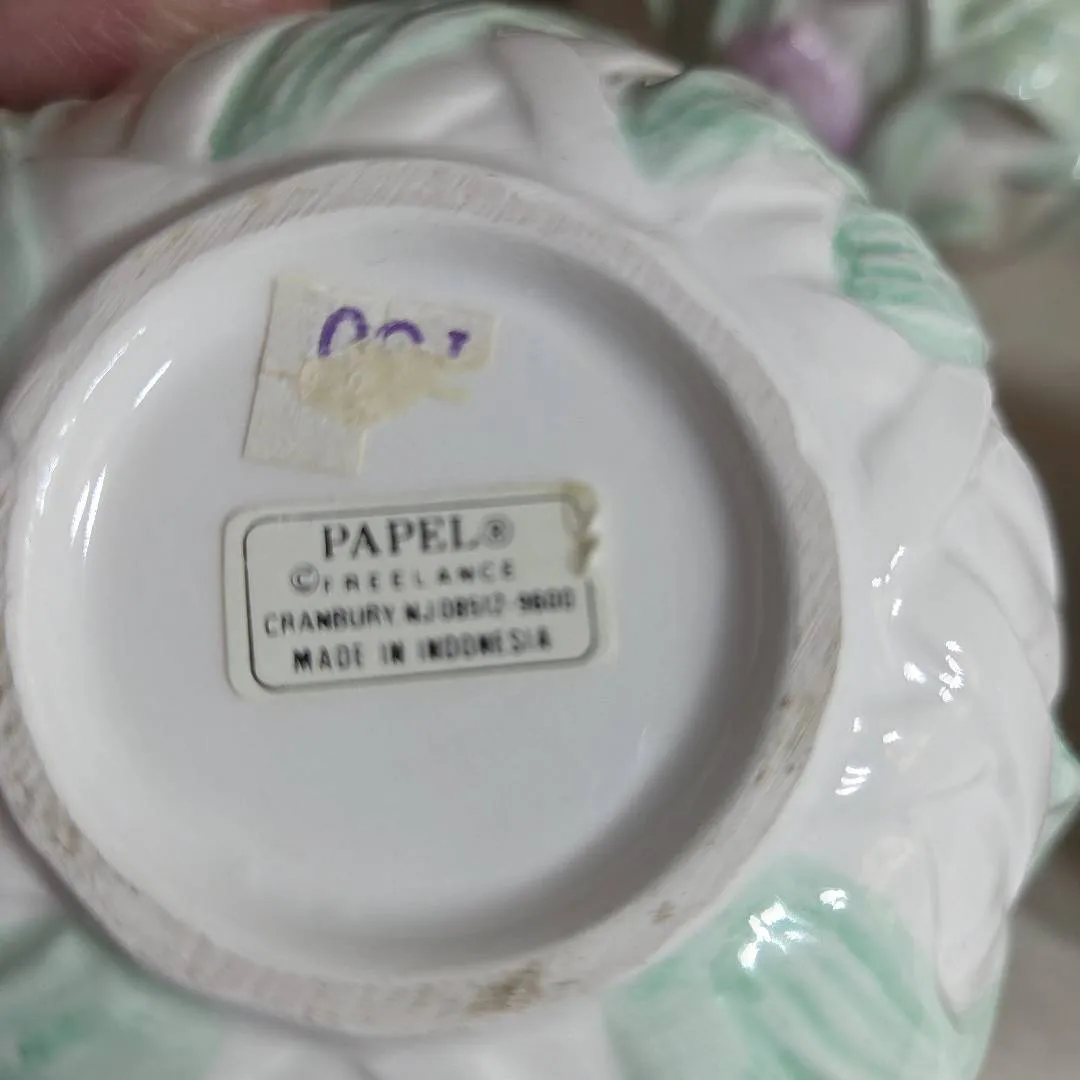 PAPEL®
©FREELANCE
CRANBURY NJ 08512-9600
MADE IN INDONESIA